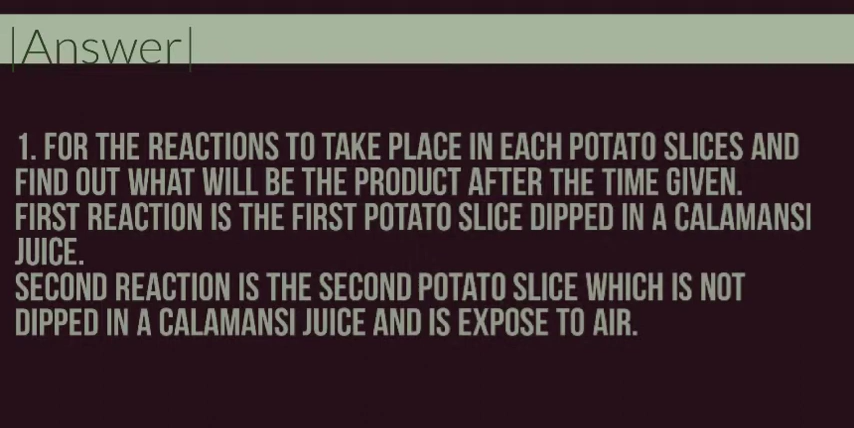 |Answer|
1. FOR THE REACTIONS TO TAKE PLACE IN EACH POTATO SLICES AND
FIND OUT WHAT WILL BE THE PRODUCT AFTER THE TIME GIVEN.
FIRST REACTION IS THE FIRST POTATO SLICE DIPPED IN A CALAMANSI
JUICE.
SECOND REACTION IS THE SECOND POTATO SLICE WHICH IS NOT
DIPPED IN A CALAMANSI JUICE AND IS EXPOSE TO AIR.